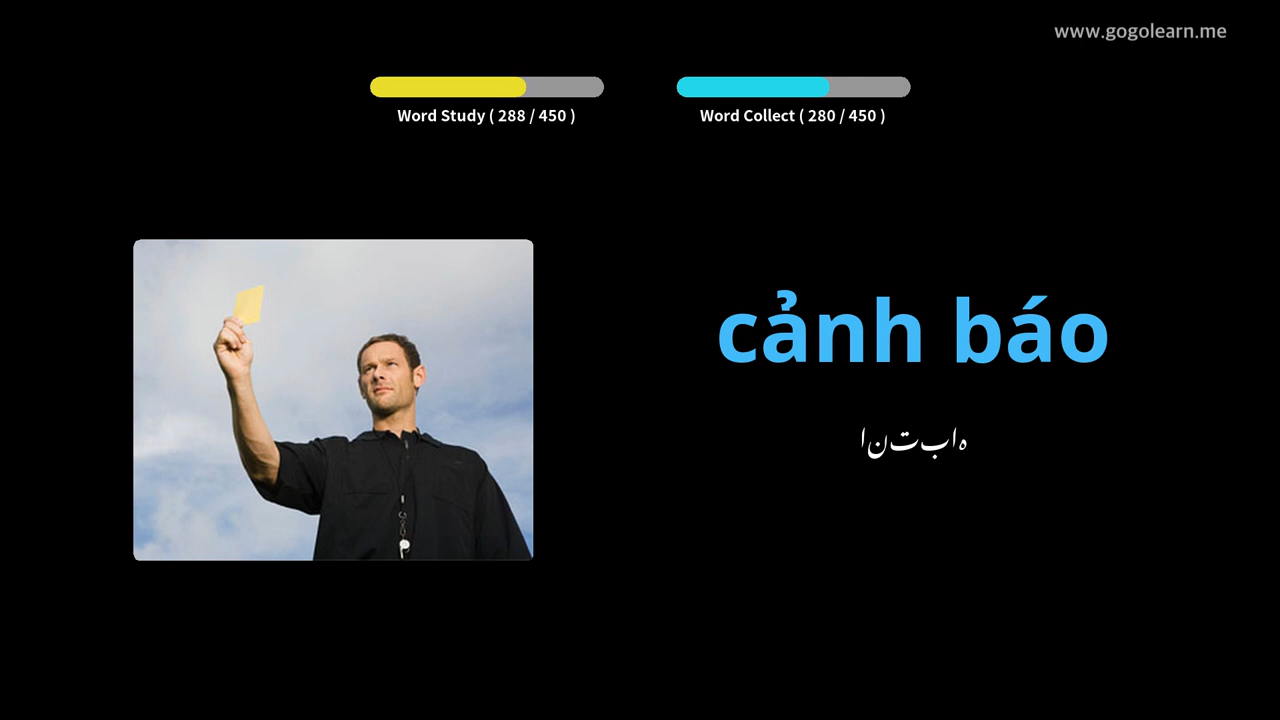 www.gogolearn.me
Word Study ( 288 / 450 )
Word Collect ( 280 / 450 )
cảnh báo
انتباہ